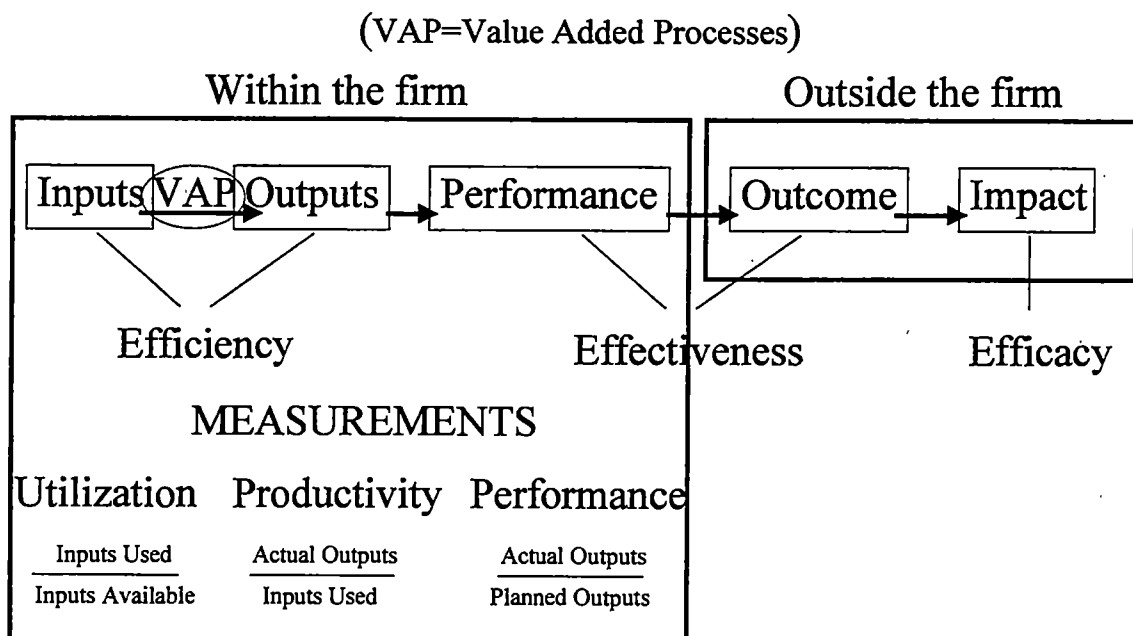 (VAP=Value Added Processes)
Within the firm
Outside the firm
Inputs VAP Outputs Performance Outcome Impact
Efficiency Effectiveness Efficacy
MEASUREMENTS
Utilization Productivity Performance
Inputs Used Actual Outputs Actual Outputs
Inputs Available Inputs Used Planned Outputs